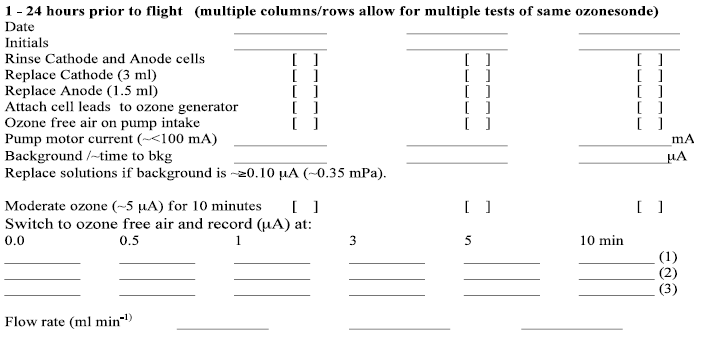 1 - 24 hours prior to flight (multiple columns/rows allow for multiple tests of same ozonesonde)
Date
Initials
Rinse Cathode and Anode cells [ ] [ ] [ ]
Replace Cathode (3 ml) [ ] [ ] [ ]
Replace Anode (1.5 ml) [ ] [ ] [ ]
Attach cell leads to ozone generator [ ] [ ] [ ]
Ozone free air on pump intake [ ] [ ] [ ]
Pump motor current (~<100 mA) mA
Background /~time to bkg µA
Replace solutions if background is ~≥0.10 µA (~0.35 mPa).
Moderate ozone (~5 µA) for 10 minutes [ ] [ ] [ ]
Switch to ozone free air and record (µA) at:
0.0 0.5 1 3 5 10 min
(1)
(2)
(3)
Flow rate (ml min⁻¹)